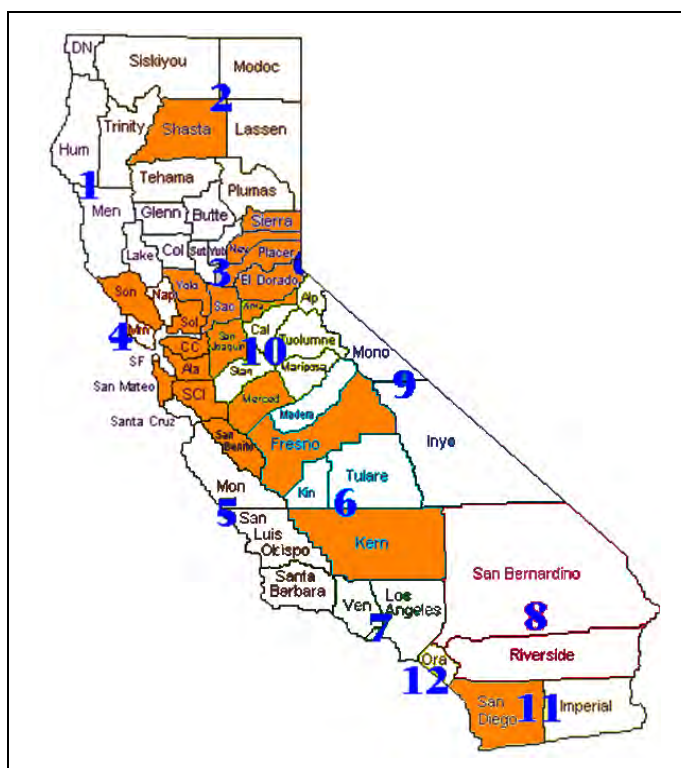 DN
Siskiyou
Modoc
2
Trinity
Shasta
Lassen
Hum
Tehama
Plumas
1
Men
Glenn
Butte
Sierra
Lake
Col
Sut
Yub
Nev
Placer
3
El Dorado
Son
Nap
Yolo
Sac
Ama
Alp
4
Mrn
Sol
Cal
Tuolumne
Mono
CC
San
Joaquin
10
SF
Ala
Stan
Mariposa
9
San Mateo
SCl
Merced
Madera
Inyo
Santa Cruz
San
Benito
Fresno
Tulare
Mon
Kin
6
5
San
Luis
Okispo
Kern
San Bernardino
Santa
Barbara
Ven
Los
Angeles
8
7
Ora
Riverside
12
San
Diego
11
Imperial